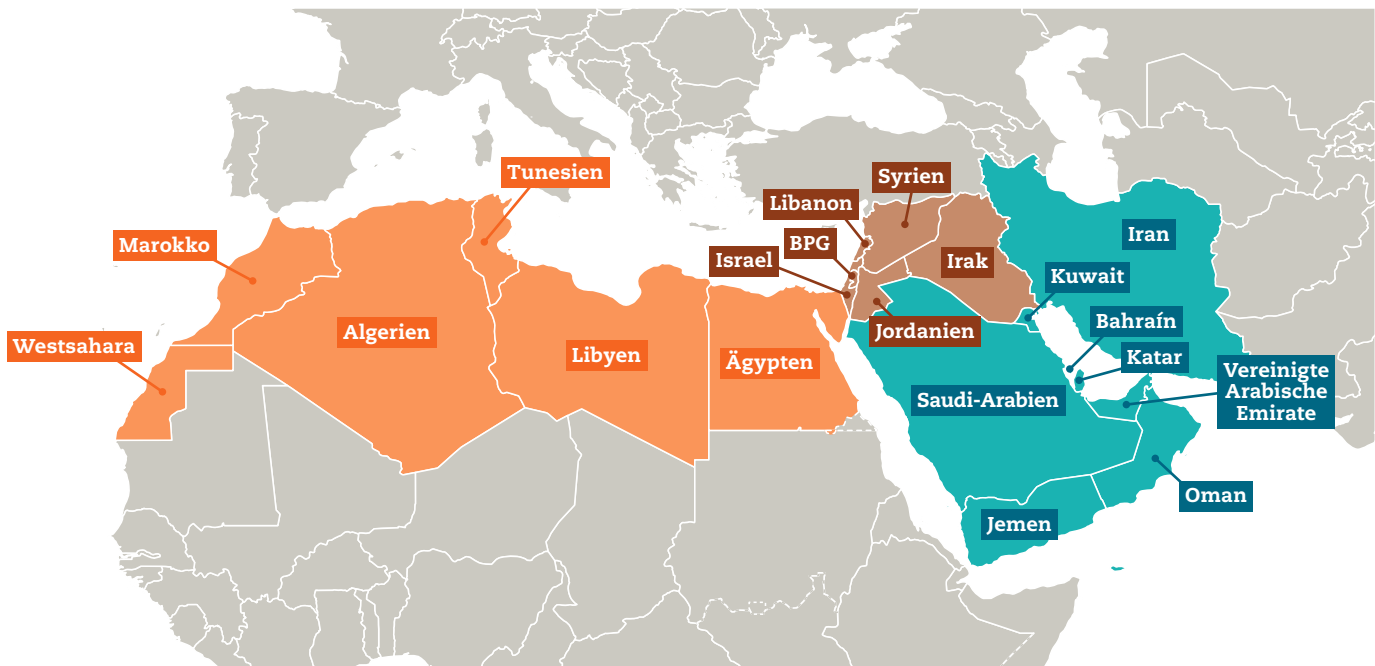 Tunesien
Syrien
Libanon
Marokko
BPG
Iran
Israel
Irak
Kuwait
Bahraín
Algerien
Jordanien
Westsahara
Libyen
Ägypten
Katar
Vereinigte
Arabische
Emirate
Saudi-Arabien
Oman
Jemen